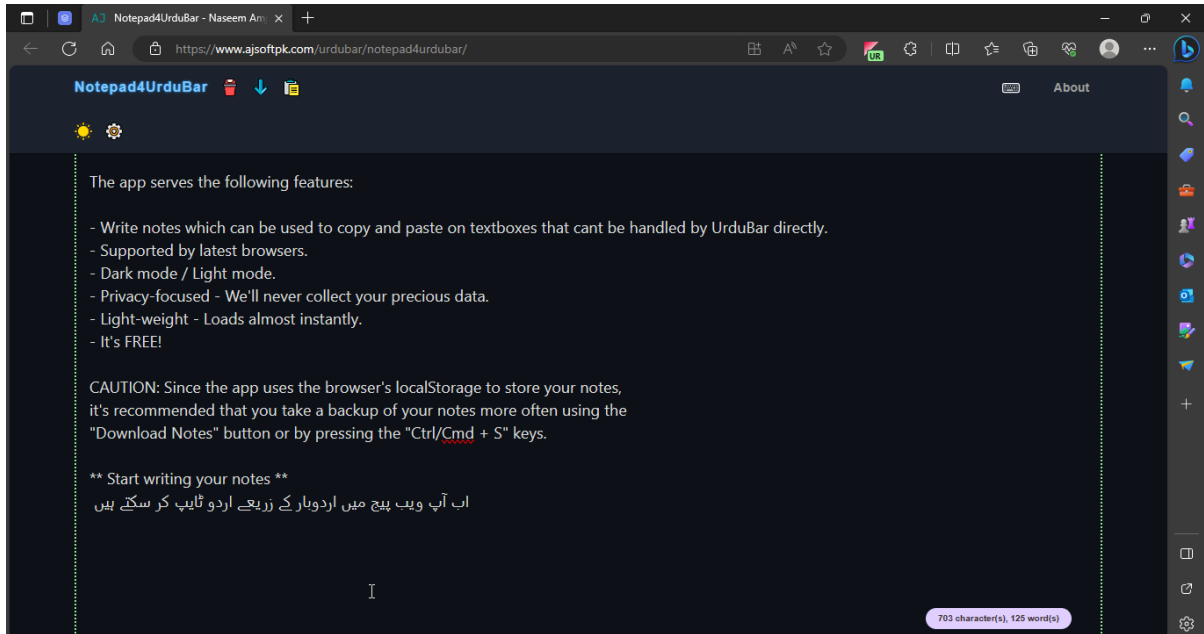 Notepad4UrduBar - Naseem Am
https://www.ajsoftpk.com/urdubar/notepad4urdubar/
UR
Notepad4UrduBar
About
The app serves the following features:
- Write notes which can be used to copy and paste on textboxes that cant be handled by UrduBar directly.
- Supported by latest browsers.
- Dark mode / Light mode.
- Privacy-focused - We'll never collect your precious data.
- Light-weight - Loads almost instantly.
- It's FREE!
CAUTION: Since the app uses the browser's localStorage to store your notes,
it's recommended that you take a backup of your notes more often using the
"Download Notes" button or by pressing the "Ctrl/Cmd + S" keys.
** Start writing your notes **
اب آپ ویب پیج میں اردوبار کے زریعے اردو ٹایپ کر سکتے ہیں
703 character(s), 125 word(s)